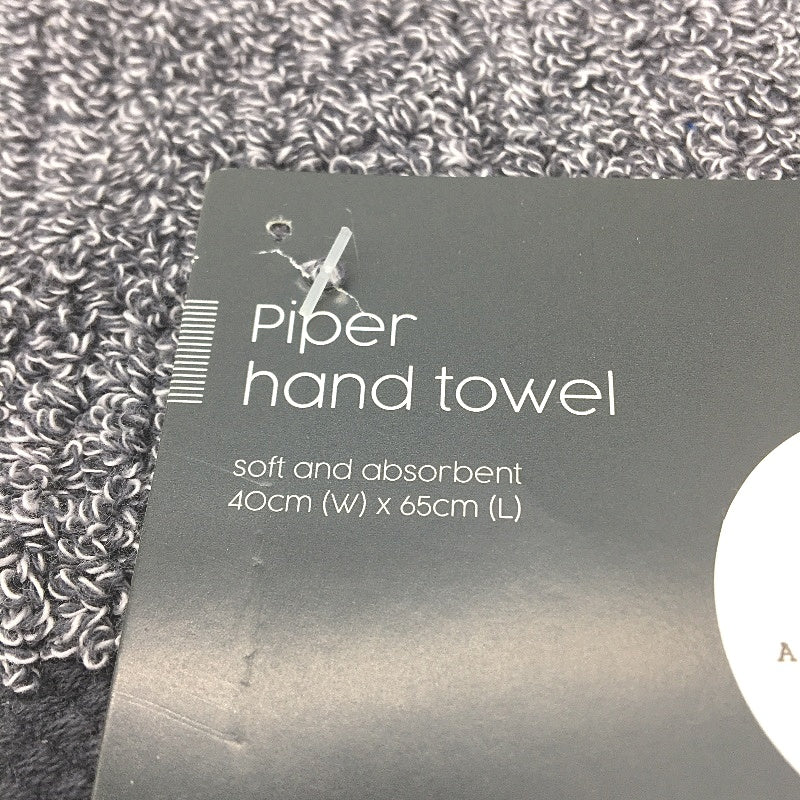 Piper
hand towel
soft and absorbent
40cm (W) x 65cm (L)
A